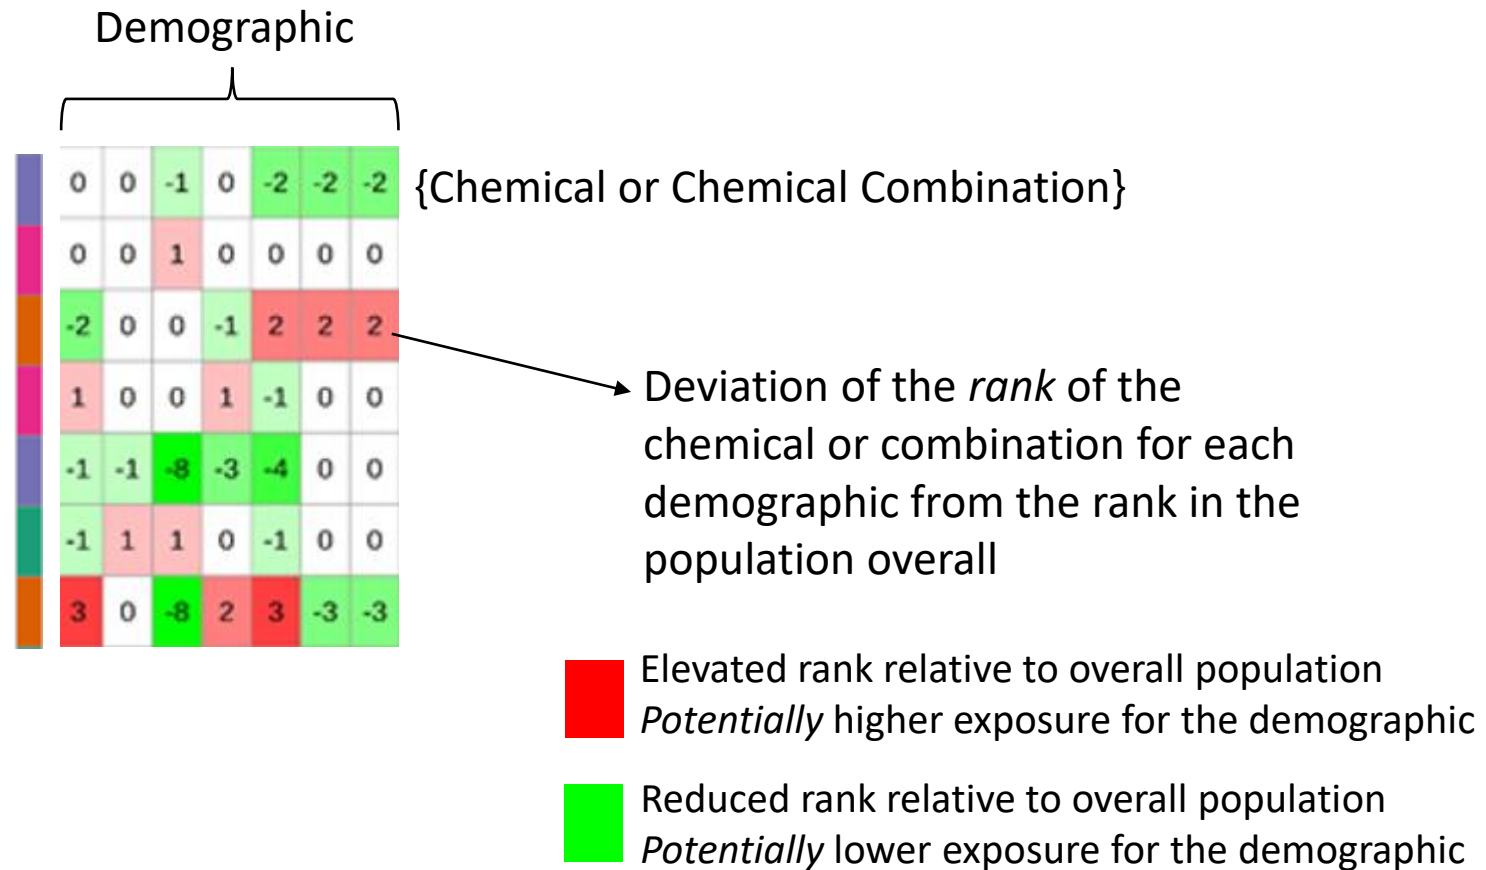 Demographic
0 0 -1 0 -2 -2 -2 {Chemical or Chemical Combination}
0 0 1 0 0 0 0
-2 0 0 -1 2 2 2
1 0 0 1 -1 0 0
-1 -1 -8 -3 -4 0 0
-1 1 1 0 -1 0 0
3 0 -8 2 3 -3 -3
Deviation of the rank of the
chemical or combination for each
demographic from the rank in the
population overall
Elevated rank relative to overall population
Potentially higher exposure for the demographic
Reduced rank relative to overall population
Potentially lower exposure for the demographic